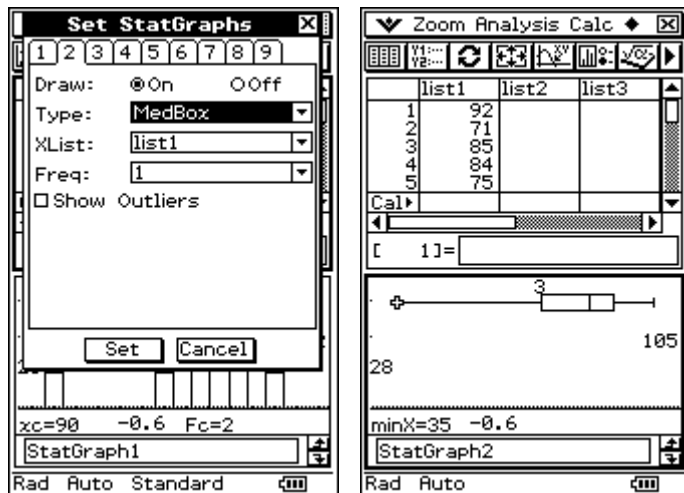 Set StatGraphs
1 2 3 4 5 6 7 8 9
Draw: On Off
Type: MedBox
XList: list1
Freq: 1
Show Outliers
Set Cancel
xc=90 -0.6 Fc=2
StatGraph1
Rad Auto Standard
Zoom Analysis Calc
list1 list2 list3
1 92
2 71
3 85
4 84
5 75
Cal
[ 1]=
3
105
28
minX=35 -0.6
StatGraph2
Rad Auto